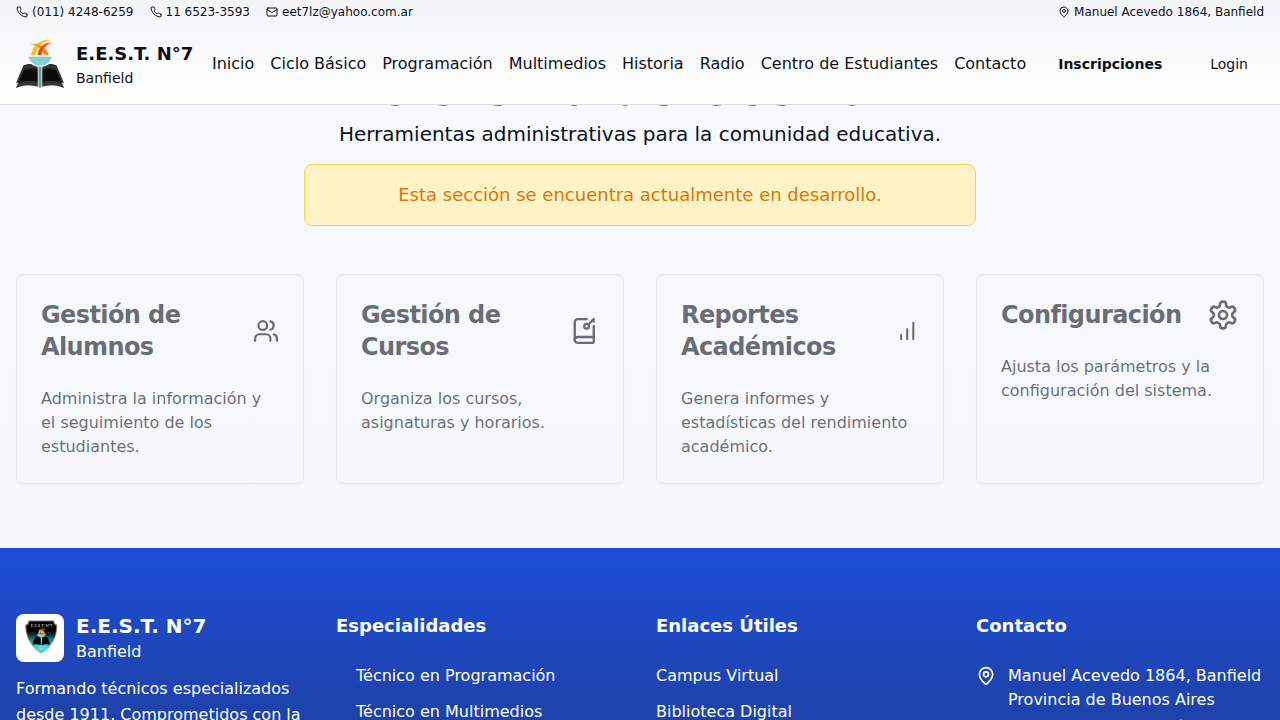 (011) 4248-6259 11 6523-3593 eet7lz@yahoo.com.ar Manuel Acevedo 1864, Banfield
E.E.S.T. N°7
Banfield
Inicio Ciclo Básico Programación Multimedios Historia Radio Centro de Estudiantes Contacto Inscripciones Login
Herramientas administrativas para la comunidad educativa.
Esta sección se encuentra actualmente en desarrollo.
Gestión de
Alumnos
Administra la información y
el seguimiento de los
estudiantes.
Gestión de
Cursos
Organiza los cursos,
asignaturas y horarios.
Reportes
Académicos
Genera informes y
estadísticas del rendimiento
académico.
Configuración
Ajusta los parámetros y la
configuración del sistema.
E.E.S.T. N°7
Banfield
Formando técnicos especializados
desde 1911. Comprometidos con la
Especialidades
Técnico en Programación
Técnico en Multimedios
Enlaces Útiles
Campus Virtual
Biblioteca Digital
Contacto
Manuel Acevedo 1864, Banfield
Provincia de Buenos Aires